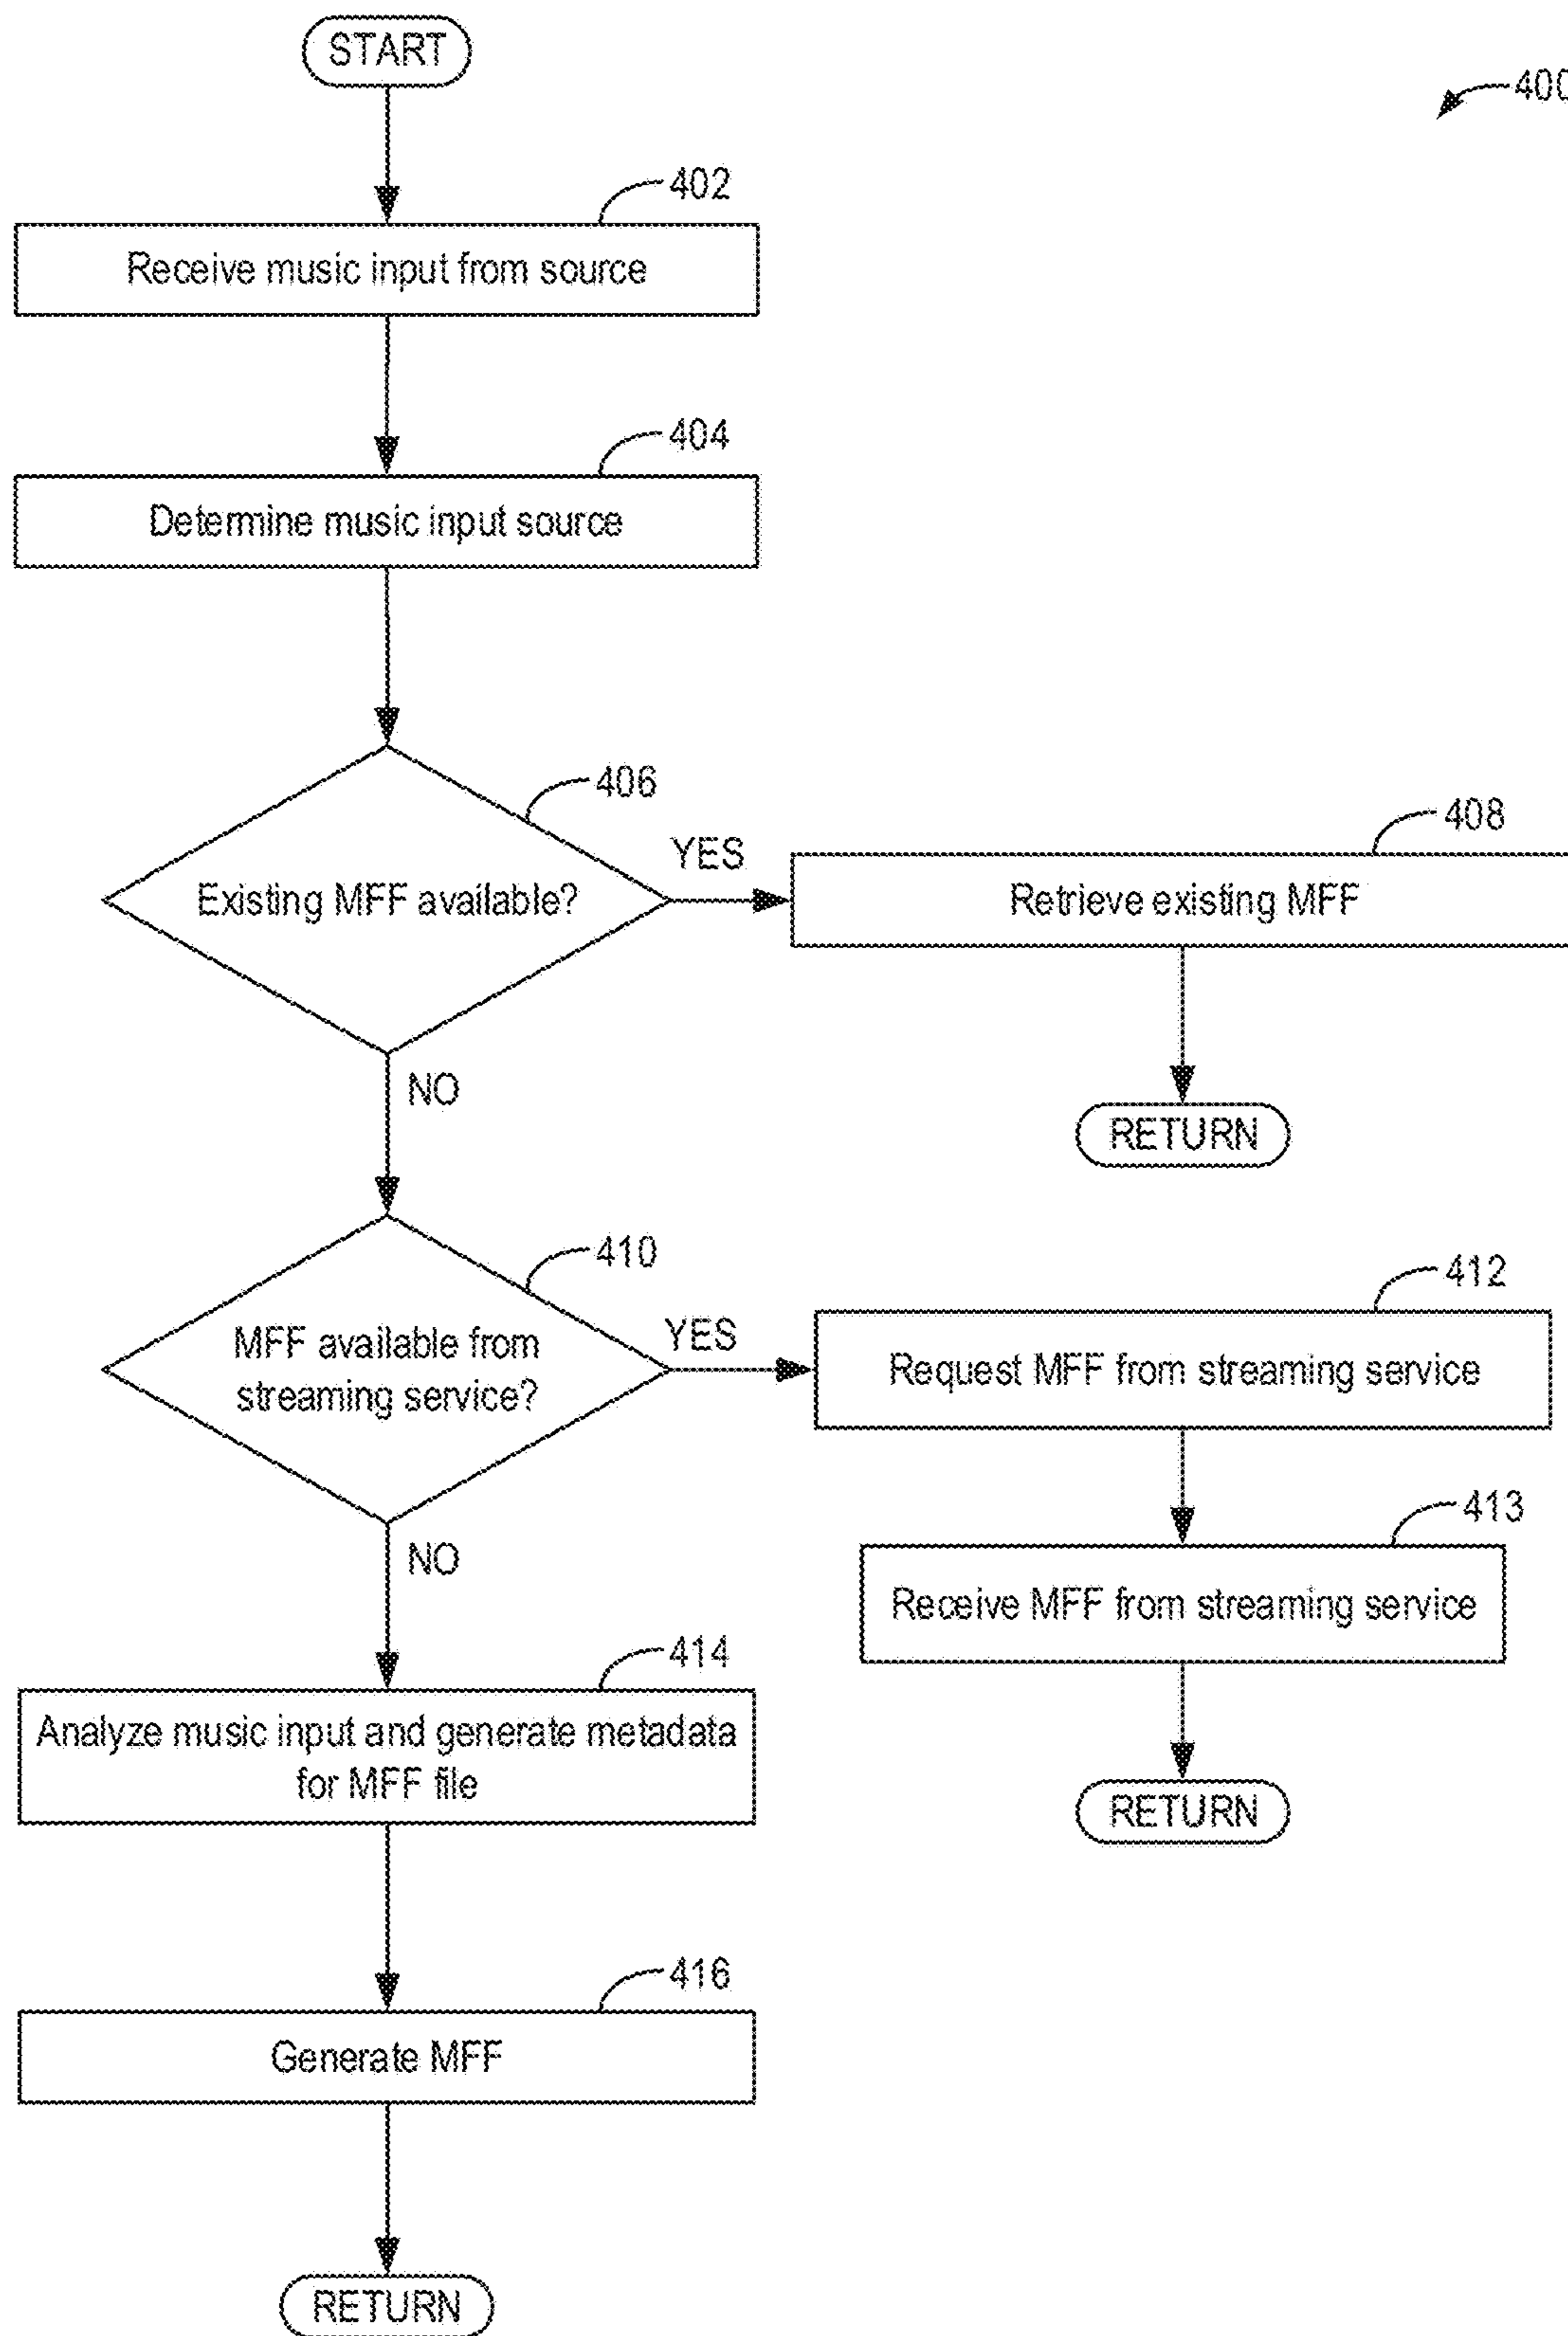 START
400
402
Receive music input from source
404
Determine music input source
406
Existing MFF available?
YES
408
Retrieve existing MFF
RETURN
NO
410
MFF available from
streaming service?
YES
412
Request MFF from streaming service
413
Receive MFF from streaming service
RETURN
NO
414
Analyze music input and generate metadata
for MFF file
416
Generate MFF
RETURN